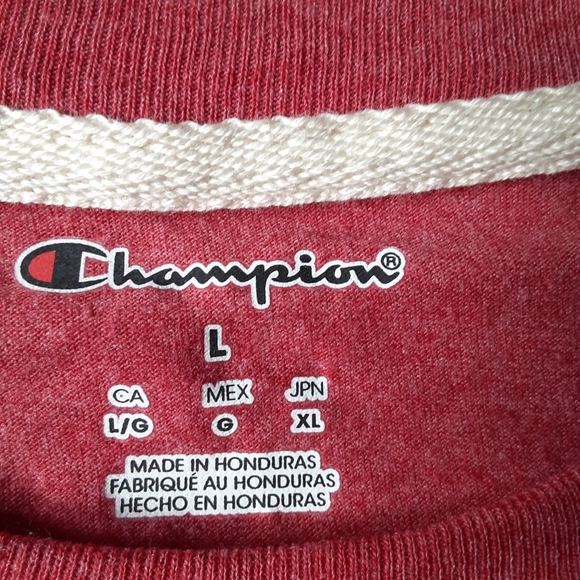 Champion®
L
CA MEX JPN
L/G G XL
MADE IN HONDURAS
FABRIQUÉ AU HONDURAS
HECHO EN HONDURAS